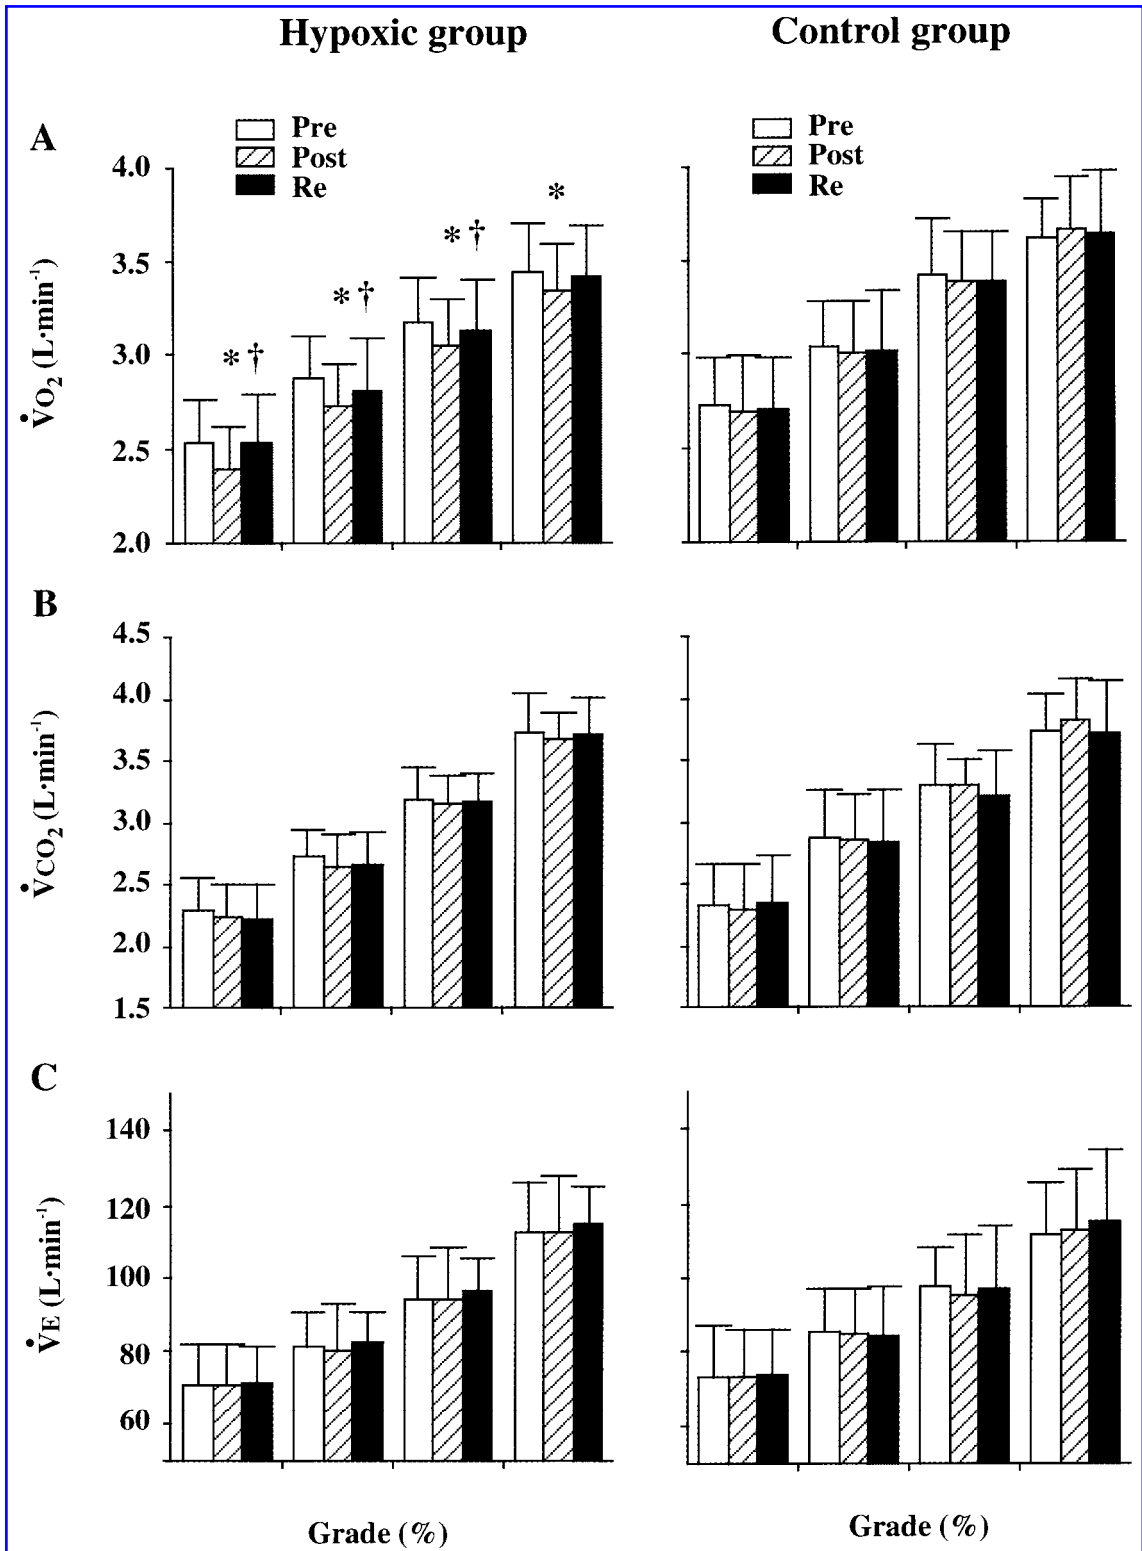 Hypoxic group
Control group
A
Pre
Post
Re
Pre
Post
Re
4.0
3.5
3.0
2.5
2.0
V̇O₂ (L·min⁻¹)
* †
* †
* †
*
B
4.5
4.0
3.5
3.0
2.5
2.0
1.5
V̇CO₂ (L·min⁻¹)
C
140
120
100
80
60
V̇E (L·min⁻¹)
Grade (%)
Grade (%)